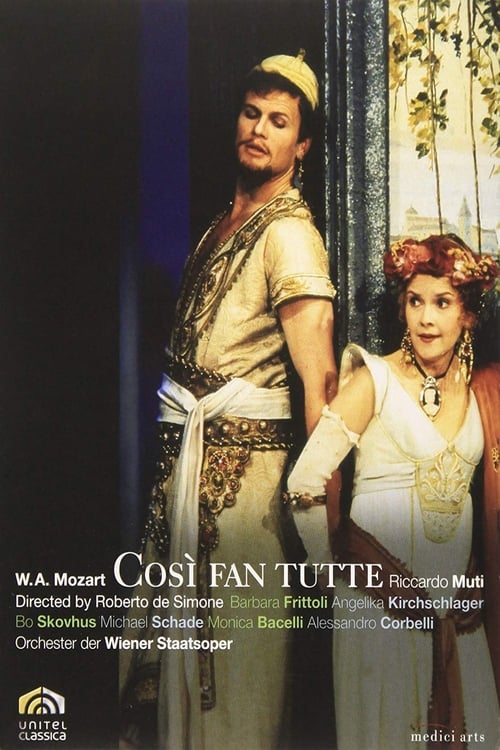 W.A. Mozart COSÌ FAN TUTTE Riccardo Muti
Directed by Roberto de Simone Barbara Frittoli Angelika Kirchschlager
Bo Skovhus Michael Schade Monica Bacelli Alessandro Corbelli
Orchester der Wiener Staatsoper
UNITEL
CLASSICA
medici arts